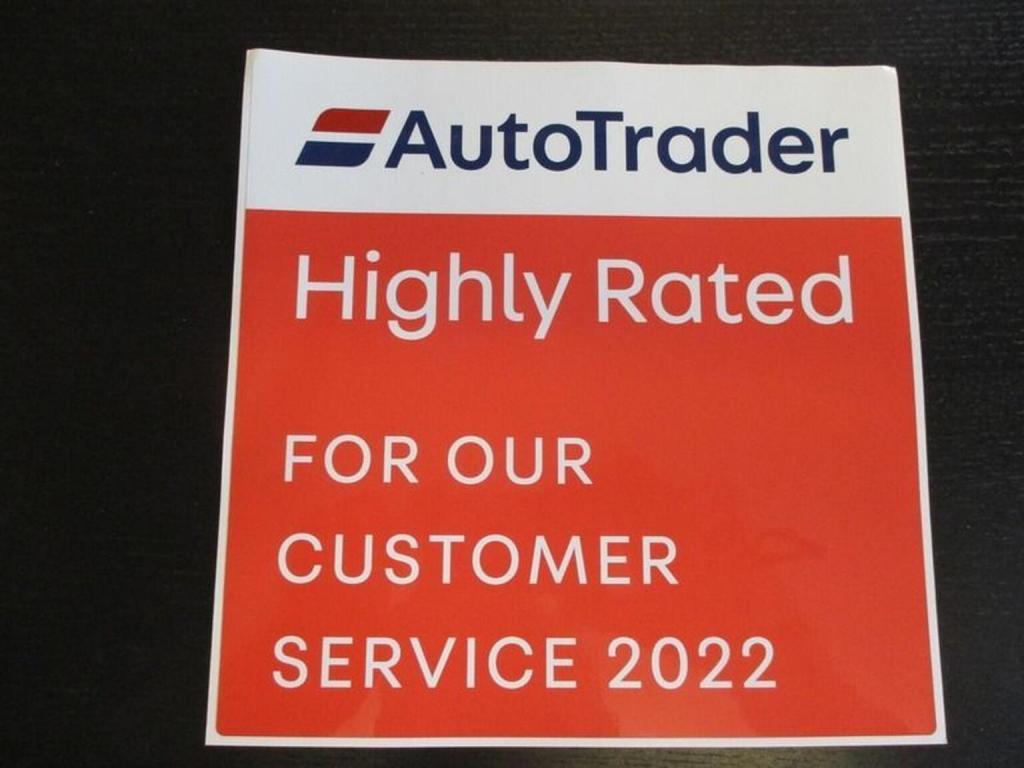 AutoTrader
Highly Rated
FOR OUR
CUSTOMER
SERVICE 2022